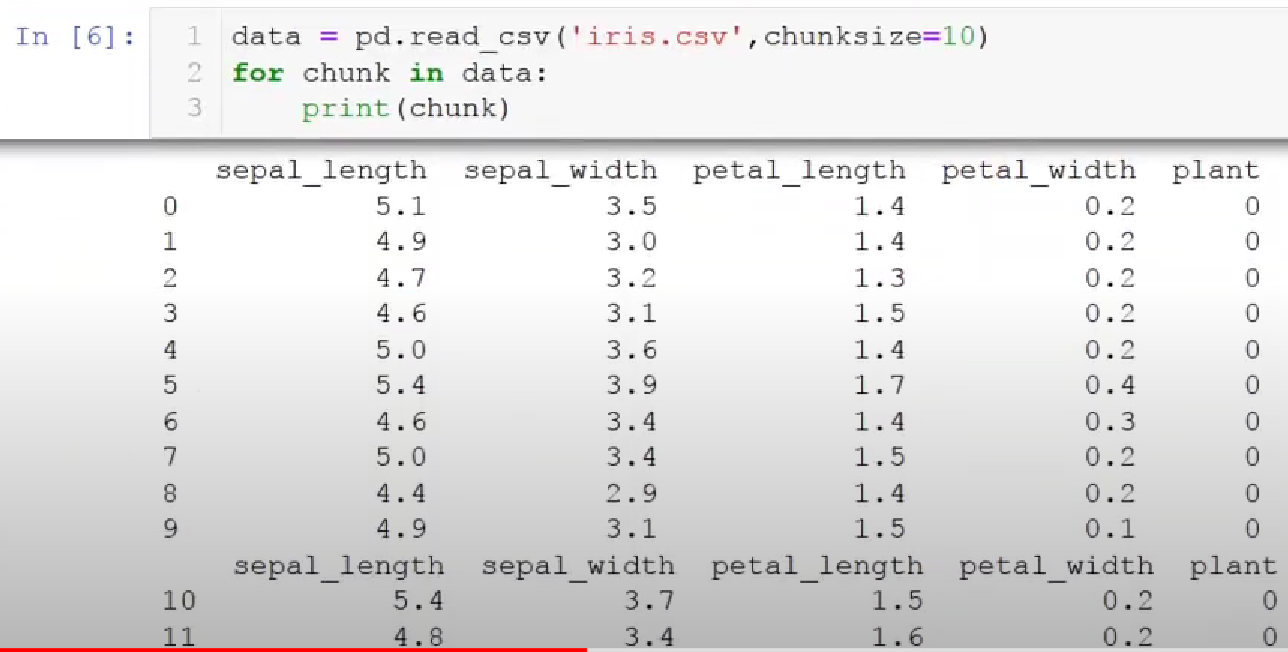 In [6]: 1 data = pd.read_csv('iris.csv',chunksize=10)
2 for chunk in data:
3     print(chunk)
sepal_length sepal_width petal_length petal_width plant
0 5.1 3.5 1.4 0.2 0
1 4.9 3.0 1.4 0.2 0
2 4.7 3.2 1.3 0.2 0
3 4.6 3.1 1.5 0.2 0
4 5.0 3.6 1.4 0.2 0
5 5.4 3.9 1.7 0.4 0
6 4.6 3.4 1.4 0.3 0
7 5.0 3.4 1.5 0.2 0
8 4.4 2.9 1.4 0.2 0
9 4.9 3.1 1.5 0.1 0
sepal_length sepal_width petal_length petal_width plant
10 5.4 3.7 1.5 0.2 0
11 4.8 3.4 1.6 0.2 0